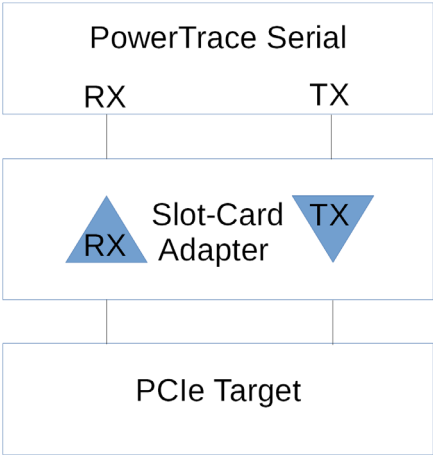 PowerTrace Serial
RX TX
Slot-Card
Adapter
RX TX
PCIe Target